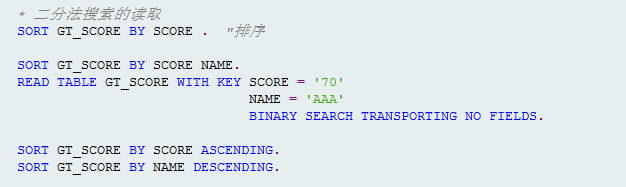 * 二分法搜索的读取
SORT GT_SCORE BY SCORE . "排序
SORT GT_SCORE BY SCORE NAME.
READ TABLE GT_SCORE WITH KEY SCORE = '70'
NAME = 'AAA'
BINARY SEARCH TRANSPORTING NO FIELDS.
SORT GT_SCORE BY SCORE ASCENDING.
SORT GT_SCORE BY NAME DESCENDING.